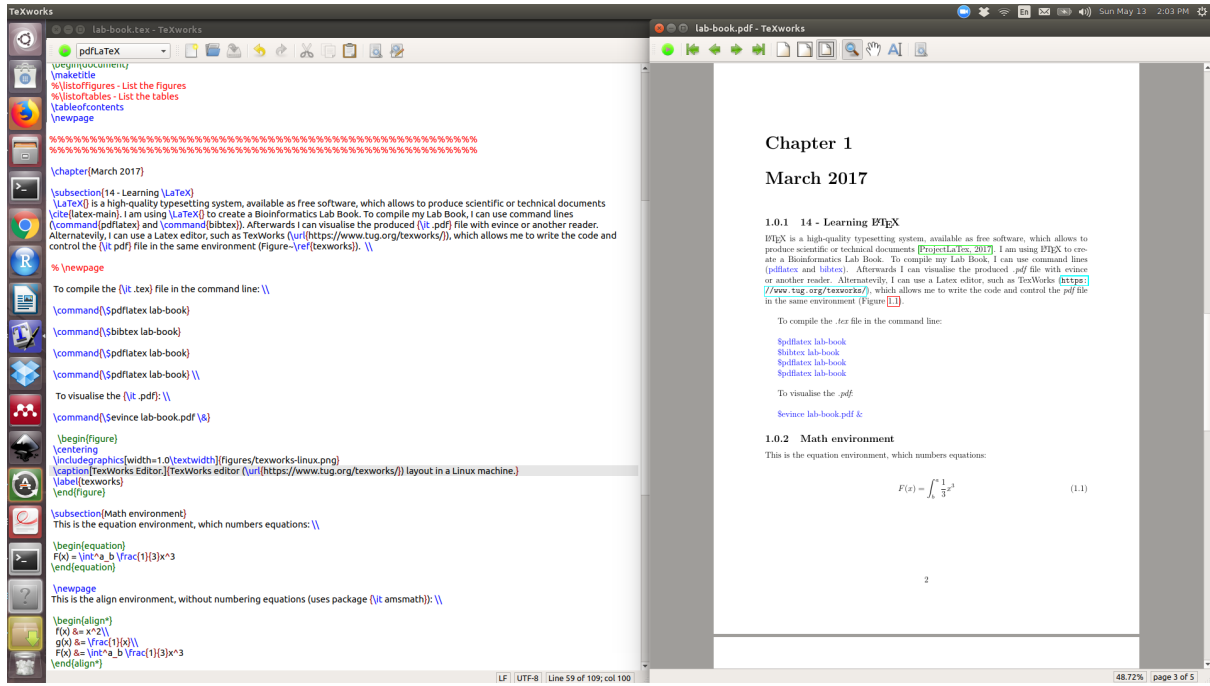 TeXworks
En
Sun May 13 2:03 PM
lab-book.tex - TeXworks
pdfLaTeX
\begin{document}
\maketitle
%\listoffigures - List the figures
%\listoftables - List the tables
\tableofcontents
\newpage
%%%%%%%%%%%%%%%%%%%%%%%%%%%%%%%%%%%%%%%%%%%%%%%%%%%%%
%%%%%%%%%%%%%%%%%%%%%%%%%%%%%%%%%%%%%%%%%%%%%%%%%%%%%
\chapter{March 2017}
\subsection{14 - Learning \LaTeX}
\LaTeX{} is a high-quality typesetting system, available as free software, which allows to produce scientific or technical documents
\cite{latex-main}. I am using \LaTeX{} to create a Bioinformatics Lab Book. To compile my Lab Book, I can use command lines
(\command{pdflatex} and \command{bibtex}). Afterwards I can visualise the produced {\it .pdf} file with evince or another reader.
Alternatevily, I can use a Latex editor, such as TexWorks (\url{https://www.tug.org/texworks/}), which allows me to write the code and
control the {\it pdf} file in the same environment (Figure~\ref{texworks}). \\
% \newpage
To compile the {\it .tex} file in the command line: \\
\command{\$pdflatex lab-book}
\command{\$bibtex lab-book}
\command{\$pdflatex lab-book}
\command{\$pdflatex lab-book} \\
To visualise the {\it .pdf}: \\
\command{\$evince lab-book.pdf \&}
\begin{figure}
\centering
\includegraphics[width=1.0\textwidth]{figures/texworks-linux.png}
\caption[TexWorks Editor.]{TexWorks editor (\url{https://www.tug.org/texworks/}) layout in a Linux machine.}
\label{texworks}
\end{figure}
\subsection{Math environment}
This is the equation environment, which numbers equations: \\
\begin{equation}
F(x) = \int^a_b \frac{1}{3}x^3
\end{equation}
\newpage
This is the align environment, without numbering equations (uses package {\it amsmath}): \\
\begin{align*}
f(x) &= x^2\\
g(x) &= \frac{1}{x}\\
F(x) &= \int^a_b \frac{1}{3}x^3
\end{align*}
LF UTF-8 Line 59 of 109; col 100
lab-book.pdf - TeXworks
Chapter 1
March 2017
1.0.1 14 - Learning LaTeX
LaTeX is a high-quality typesetting system, available as free software, which allows to
produce scientific or technical documents [ProjectLaTex, 2017]. I am using LaTeX to cre-
ate a Bioinformatics Lab Book. To compile my Lab Book, I can use command lines
(pdflatex and bibtex). Afterwards I can visualise the produced .pdf file with evince
or another reader. Alternatevily, I can use a Latex editor, such as TexWorks (https:
//www.tug.org/texworks/), which allows me to write the code and control the pdf file
in the same environment (Figure 1.1).
To compile the .tex file in the command line:
$pdflatex lab-book
$bibtex lab-book
$pdflatex lab-book
$pdflatex lab-book
To visualise the .pdf:
$evince lab-book.pdf &
1.0.2 Math environment
This is the equation environment, which numbers equations:
F(x) = ∫ₐᵇ 1/3 x³ (1.1)
2
48.72% page 3 of 5